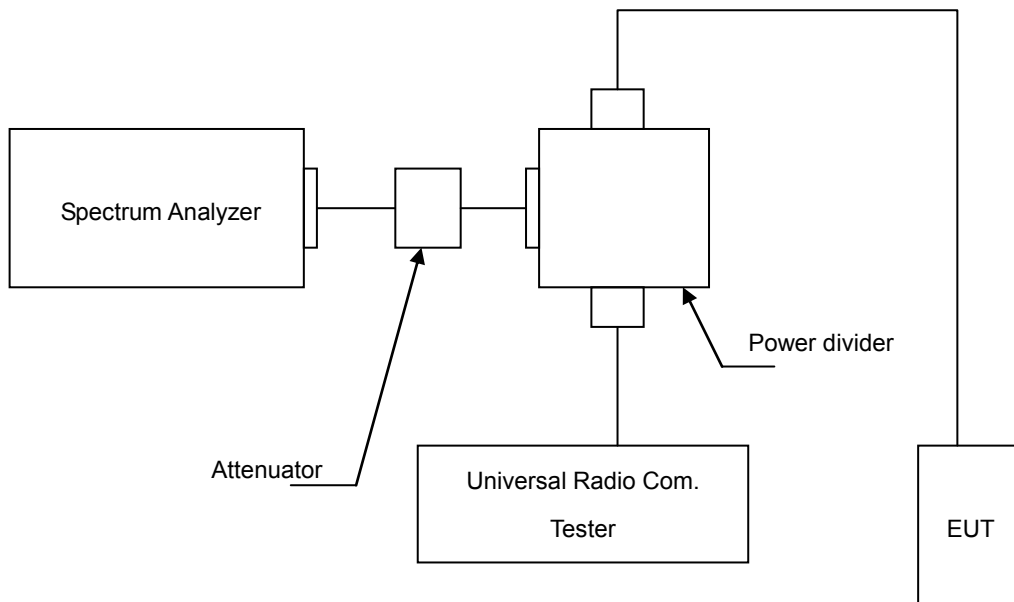 Spectrum Analyzer
Power divider
Attenuator
Universal Radio Com.
Tester
EUT